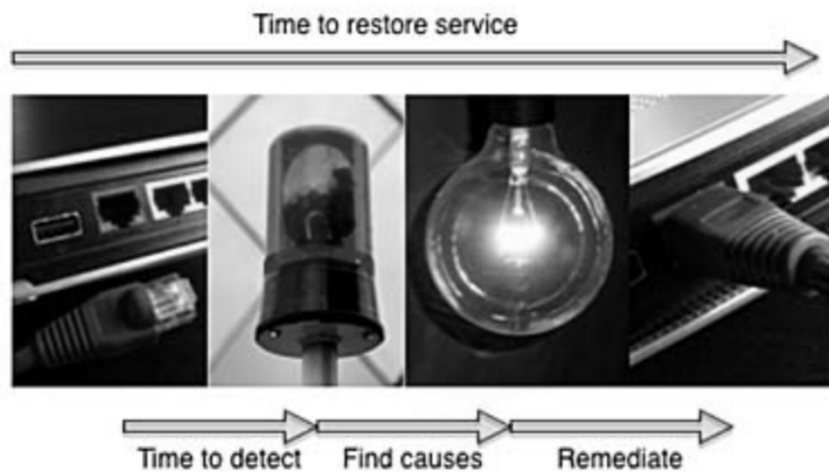 Time to restore service
Time to detect
Find causes
Remediate